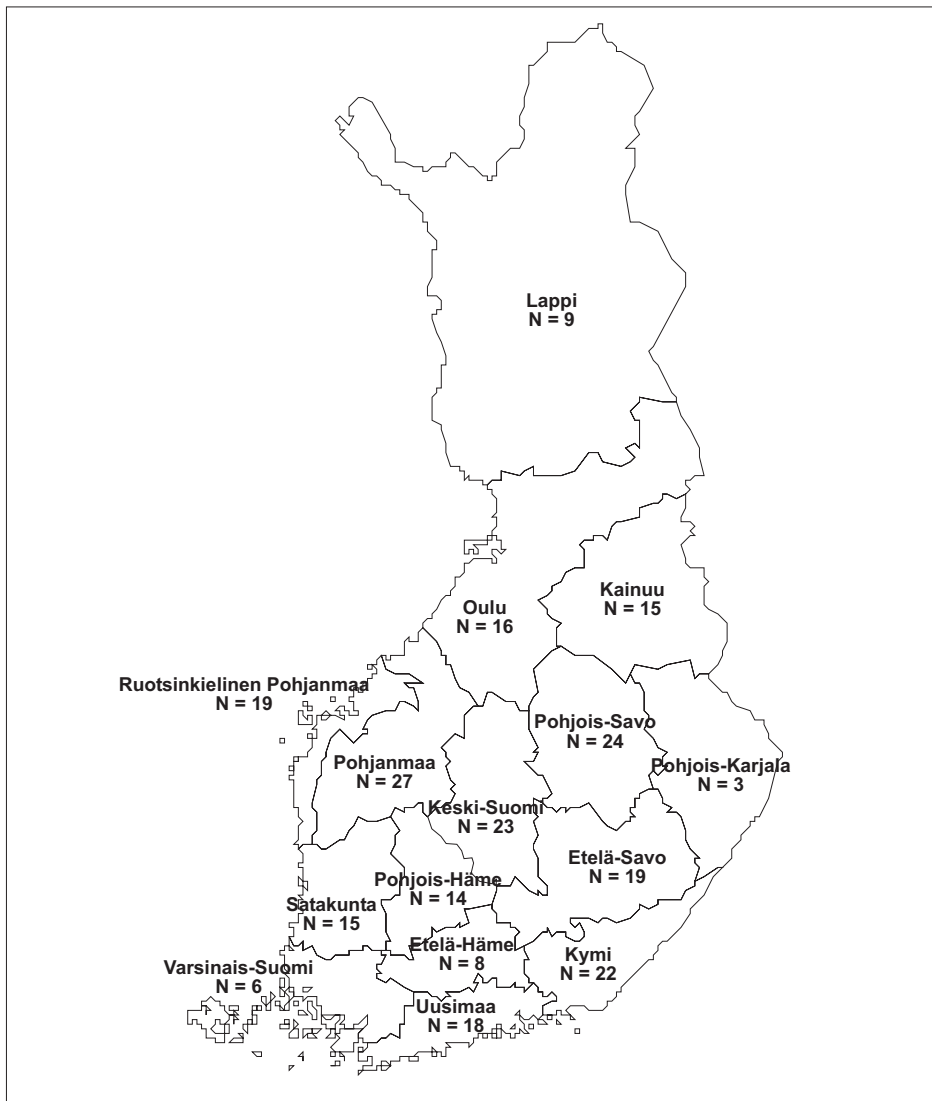 Lappi
N = 9
Kainuu
N = 15
Oulu
N = 16
Ruotsinkielinen Pohjanmaa
N = 19
Pohjois-Savo
N = 24
Pohjanmaa
N = 27
Pohjois-Karjala
N = 3
Keski-Suomi
N = 23
Etelä-Savo
N = 19
Pohjois-Häme
N = 14
Satakunta
N = 15
Etelä-Häme
N = 8
Kymi
N = 22
Varsinais-Suomi
N = 6
Uusimaa
N = 18